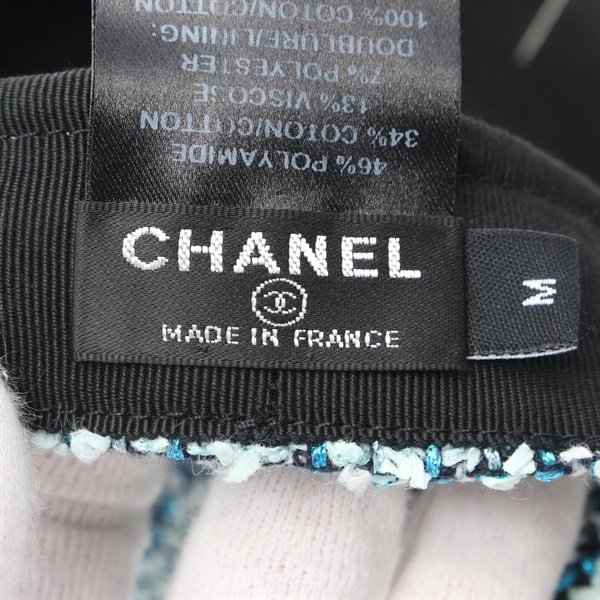 CHANEL
MADE IN FRANCE
M
46% POLYAMIDE
34% COTON/COTTON
13% VISCOSE
7% POLYESTER
DOUBLURE/LINING:
100% COTON/COTTON